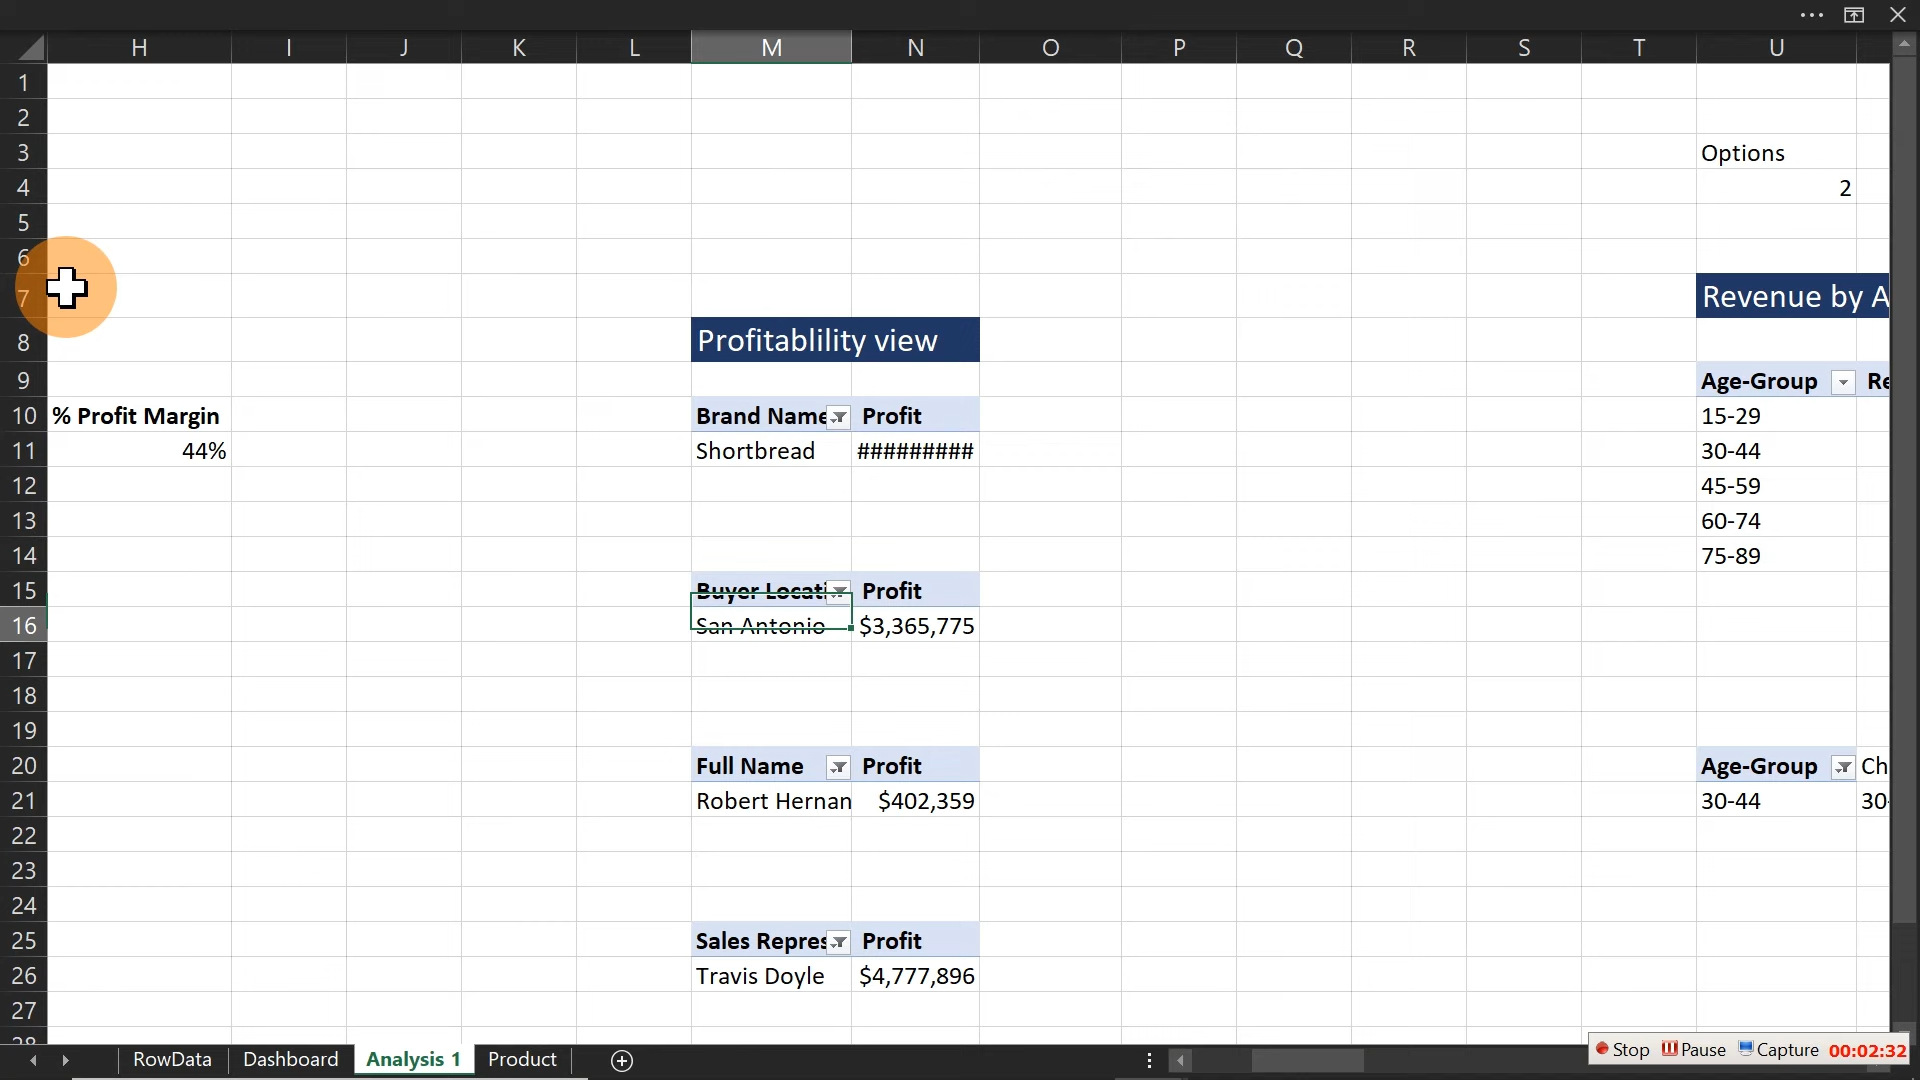 H I J K L M N O P Q R S T U
1
2
3 Options
4 2
5
6
7 Revenue by A
8 Profitablility view
9 Age-Group Re
10 % Profit Margin Brand Name Profit 15-29
11 44% Shortbread ######### 30-44
12 45-59
13 60-74
14 75-89
15 Buyer Locati Profit
16 San Antonio $3,365,775
17
18
19
20 Full Name Profit Age-Group Ch
21 Robert Hernan $402,359 30-44 30-
22
23
24
25 Sales Repres Profit
26 Travis Doyle $4,777,896
27
28
RowData Dashboard Analysis 1 Product
Stop Pause Capture 00:02:32